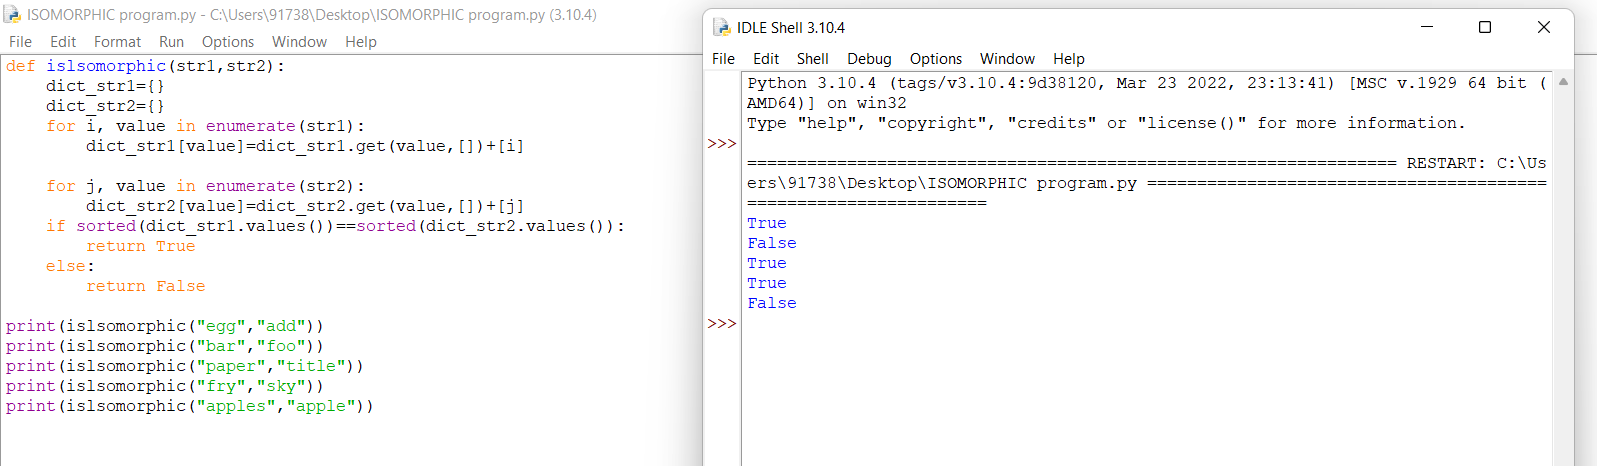 ISOMORPHIC program.py - C:\Users\91738\Desktop\ISOMORPHIC program.py (3.10.4)
File Edit Format Run Options Window Help
def islsomorphic(str1,str2):
    dict_str1={}
    dict_str2={}
    for i, value in enumerate(str1):
        dict_str1[value]=dict_str1.get(value,[])+[i]
    for j, value in enumerate(str2):
        dict_str2[value]=dict_str2.get(value,[])+[j]
    if sorted(dict_str1.values())==sorted(dict_str2.values()):
        return True
    else:
        return False
print(islsomorphic("egg","add"))
print(islsomorphic("bar","foo"))
print(islsomorphic("paper","title"))
print(islsomorphic("fry","sky"))
print(islsomorphic("apples","apple"))
IDLE Shell 3.10.4
File Edit Shell Debug Options Window Help
Python 3.10.4 (tags/v3.10.4:9d38120, Mar 23 2022, 23:13:41) [MSC v.1929 64 bit (
AMD64)] on win32
Type "help", "copyright", "credits" or "license()" for more information.
>>>
================================================================= RESTART: C:\Us
ers\91738\Desktop\ISOMORPHIC program.py ========================================
========================
True
False
True
True
False
>>>